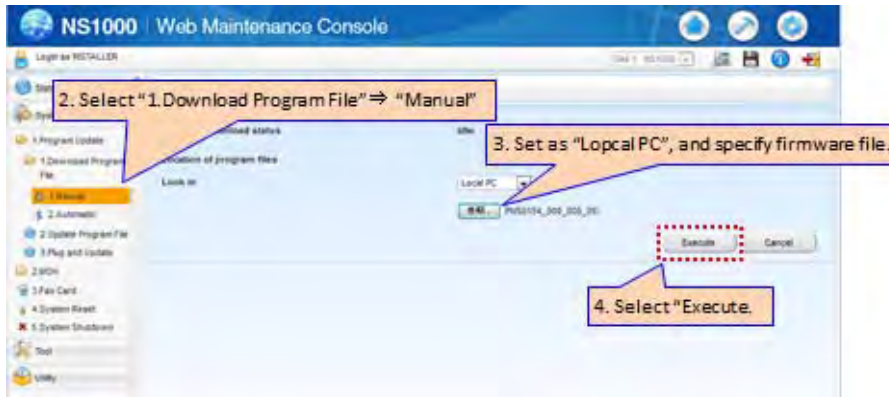 NS1000 Web Maintenance Console
Login as INSTALLER
2. Select "1.Download Program File"⇒ "Manual"
status
Idle
3. Set as "Lopcal PC", and specify firmware file.
1.Program Update
1.Download Program File
Location of program files
Look in
Local PC
1.Manual
2.Automatic
2.Update Program File
3.Plug and Update
Execute
Cancel
2.MOH
3.Fax Card
4.System Reset
5.System Shutdown
4. Select "Execute.
Tool
Utility